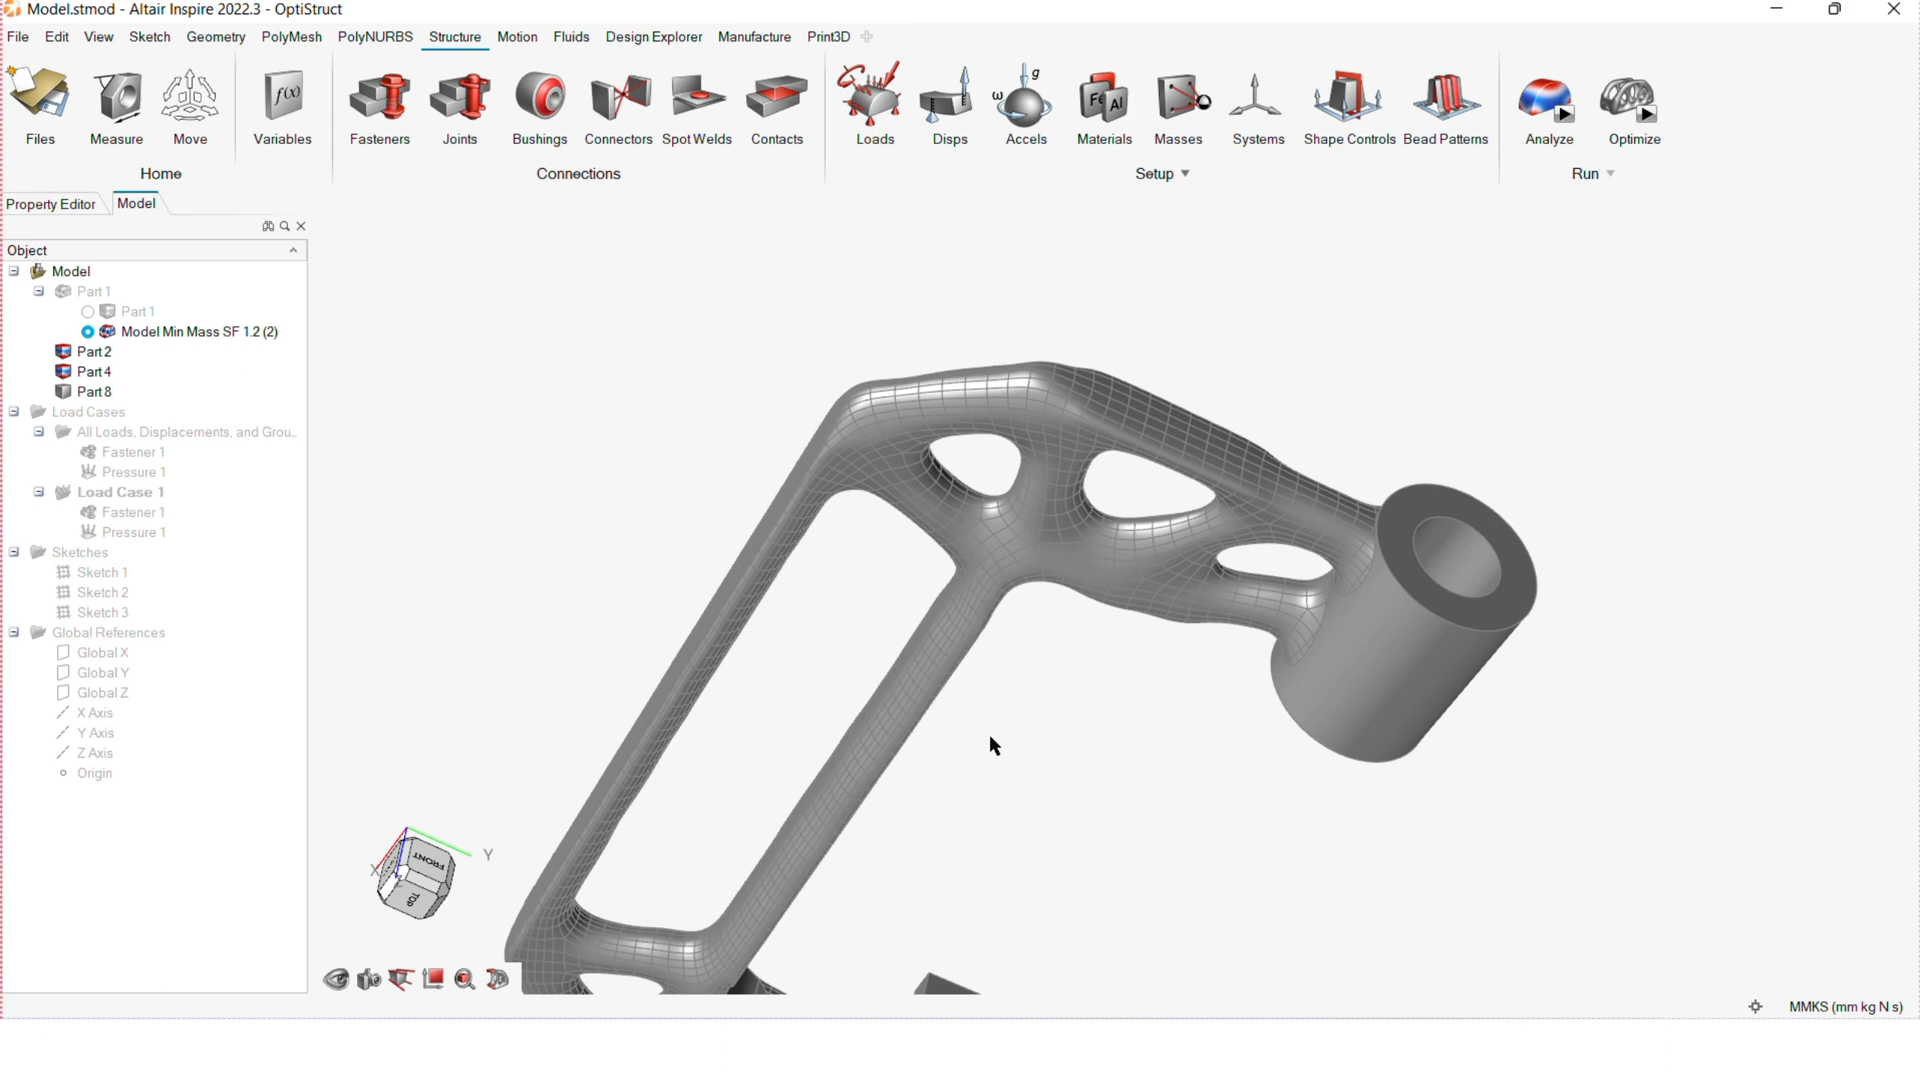 Model.stmod - Altair Inspire 2022.3 - OptiStruct
File Edit View Sketch Geometry PolyMesh PolyNURBS Structure Motion Fluids Design Explorer Manufacture Print3D
f(x) Fe Al g ω
Files Measure Move Variables Fasteners Joints Bushings Connectors Spot Welds Contacts Loads Disps Accels Materials Masses Systems Shape Controls Bead Patterns Analyze Optimize
Home Connections Setup Run
Property Editor Model
Object
Model
Part 1
Part 1
Model Min Mass SF 1.2 (2)
Part 2
Part 4
Part 8
Load Cases
All Loads, Displacements, and Grou...
Fastener 1
Pressure 1
Load Case 1
Fastener 1
Pressure 1
Sketches
Sketch 1
Sketch 2
Sketch 3
Global References
Global X
Global Y
Global Z
X Axis
Y Axis
Z Axis
Origin
Y
FRONT
X
Z
TOP
MMKS (mm kg N s)